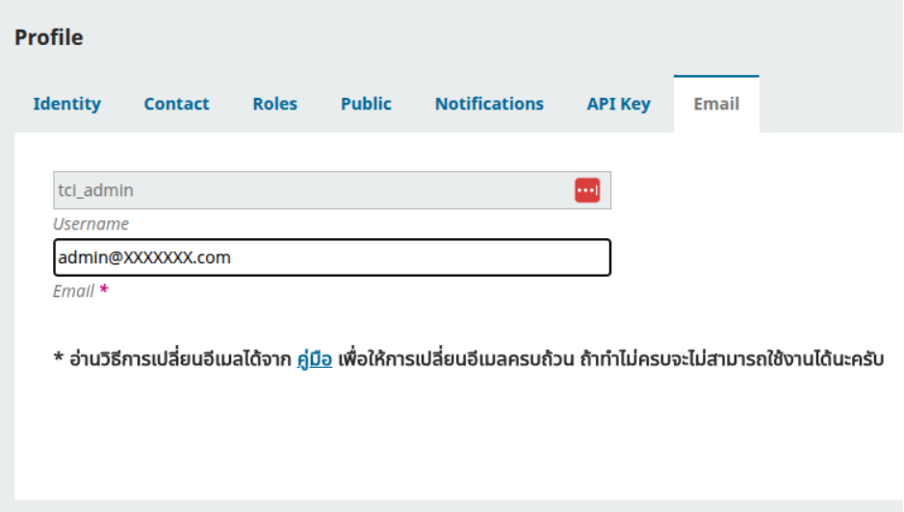 Profile
Identity Contact Roles Public Notifications API Key Email
tci_admin
Username
admin@XXXXXXX.com
Email *
* อ่านวิธีการเปลี่ยนอีเมลได้จาก คู่มือ เพื่อให้การเปลี่ยนอีเมลครบถ้วน ถ้าทำไม่ครบจะไม่สามารถใช้งานได้นะครับ